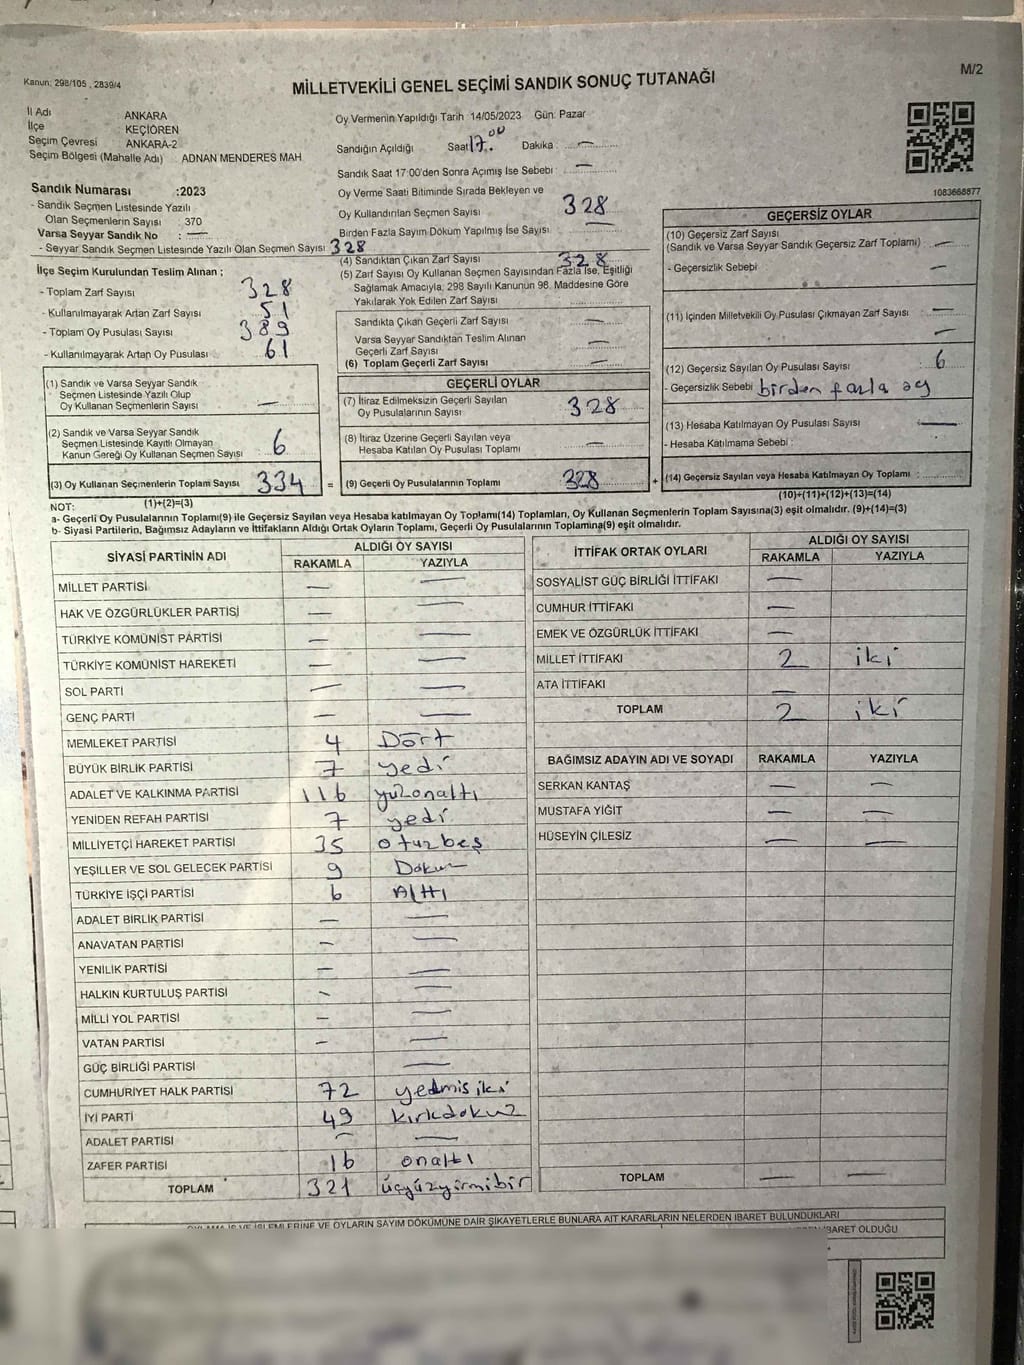 Kanun: 298/105 , 2839/4
MİLLETVEKİLİ GENEL SEÇİMİ SANDIK SONUÇ TUTANAĞI
M/2
İl Adı ANKARA
İlçe KEÇİÖREN
Seçim Çevresi ANKARA-2
Seçim Bölgesi (Mahalle Adı) ADNAN MENDERES MAH
Sandık Numarası :2023
- Sandık Seçmen Listesinde Yazılı
Olan Seçmenlerin Sayısı : 370
Varsa Seyyar Sandık No : —
- Seyyar Sandık Seçmen Listesinde Yazılı Olan Seçmen Sayısı : 328
İlçe Seçim Kurulundan Teslim Alınan ;
- Toplam Zarf Sayısı 328
- Kullanılmayarak Artan Zarf Sayısı : 51
- Toplam Oy Pusulası Sayısı : 389
- Kullanılmayarak Artan Oy Pusulası 61
(1) Sandık ve Varsa Seyyar Sandık
Seçmen Listesinde Yazılı Olup
Oy Kullanan Seçmenlerin Sayısı —
(2) Sandık ve Varsa Seyyar Sandık
Seçmen Listesinde Kayıtlı Olmayan
Kanun Gereği Oy Kullanan Seçmen Sayısı 6
(3) Oy Kullanan Seçmenlerin Toplam Sayısı 334 =
Oy Vermenin Yapıldığı Tarih 14/05/2023 Gün: Pazar
Sandığın Açıldığı Saat 17.00 Dakika : —
Sandık Saat 17:00'den Sonra Açımış İse Sebebi : —
Oy Verme Saati Bitiminde Sırada Bekleyen ve
Oy Kullandırılan Seçmen Sayısı 328
Birden Fazla Sayım Döküm Yapılmış İse Sayısı : —
(4) Sandıktan Çıkan Zarf Sayısı 328
(5) Zarf Sayısı Oy Kullanan Seçmen Sayısından Fazla İse, Eşitliği
Sağlamak Amacıyla, 298 Sayılı Kanunun 98. Maddesine Göre
Yakılarak Yok Edilen Zarf Sayısı :
Sandıkta Çıkan Geçerli Zarf Sayısı —
Varsa Seyyar Sandıktan Teslim Alınan
Geçerli Zarf Sayısı —
(6) Toplam Geçerli Zarf Sayısı —
GEÇERLİ OYLAR
(7) İtiraz Edilmeksizin Geçerli Sayılan
Oy Pusulalarının Sayısı 328
(8) İtiraz Üzerine Geçerli Sayılan veya
Hesaba Katılan Oy Pusulası Toplamı —
(9) Geçerli Oy Pusulalarının Toplamı 328 +
1083668877
GEÇERSİZ OYLAR
(10) Geçersiz Zarf Sayısı
(Sandık ve Varsa Seyyar Sandık Geçersiz Zarf Toplamı) : —
- Geçersizlik Sebebi —
(11) İçinden Milletvekili Oy Pusulası Çıkmayan Zarf Sayısı —
—
(12) Geçersiz Sayılan Oy Pusulası Sayısı 6
- Geçersizlik Sebebi birden fazla oy
(13) Hesaba Katılmayan Oy Pusulası Sayısı —
- Hesaba Katılmama Sebebi :
(14) Geçersiz Sayılan veya Hesaba Katılmayan Oy Toplamı :
NOT: (1)+(2)=(3)
(10)+(11)+(12)+(13)=(14)
a- Geçerli Oy Pusulalarının Toplamı(9) ile Geçersiz Sayılan veya Hesaba katılmayan Oy Toplamı(14) Toplamları, Oy Kullanan Seçmenlerin Toplam Sayısına(3) eşit olmalıdır. (9)+(14)=(3)
b- Siyasi Partilerin, Bağımsız Adayların ve İttifakların Aldığı Ortak Oyların Toplamı, Geçerli Oy Pusulalarının Toplamına(9) eşit olmalıdır.
SİYASİ PARTİNİN ADI ALDIĞI OY SAYISI
RAKAMLA YAZIYLA
MİLLET PARTİSİ — —
HAK VE ÖZGÜRLÜKLER PARTİSİ — —
TÜRKİYE KOMÜNİST PARTİSİ — —
TÜRKİYE KOMÜNİST HAREKETİ — —
SOL PARTİ — —
GENÇ PARTİ — —
MEMLEKET PARTİSİ 4 Dört
BÜYÜK BİRLİK PARTİSİ 7 yedi
ADALET VE KALKINMA PARTİSİ 116 yüzonaltı
YENİDEN REFAH PARTİSİ 7 yedi
MİLLİYETÇİ HAREKET PARTİSİ 35 otuzbeş
YEŞİLLER VE SOL GELECEK PARTİSİ 9 Dokuz
TÜRKİYE İŞÇİ PARTİSİ 6 Altı
ADALET BİRLİK PARTİSİ — —
ANAVATAN PARTİSİ — —
YENİLİK PARTİSİ — —
HALKIN KURTULUŞ PARTİSİ — —
MİLLİ YOL PARTİSİ — —
VATAN PARTİSİ — —
GÜÇ BİRLİĞİ PARTİSİ —
CUMHURİYET HALK PARTİSİ 72 yedmis iki
İYİ PARTİ 49 kırkdokuz
ADALET PARTİSİ — —
ZAFER PARTİSİ 16 onaltı
TOPLAM 321 üçyüzyirmibir
İTTİFAK ORTAK OYLARI ALDIĞI OY SAYISI
RAKAMLA YAZIYLA
SOSYALİST GÜÇ BİRLİĞİ İTTİFAKI —
CUMHUR İTTİFAKI —
EMEK VE ÖZGÜRLÜK İTTİFAKI —
MİLLET İTTİFAKI 2 iki
ATA İTTİFAKI —
TOPLAM 2 iki
BAĞIMSIZ ADAYIN ADI VE SOYADI RAKAMLA YAZIYLA
SERKAN KANTAŞ — —
MUSTAFA YİĞİT — —
HÜSEYİN ÇİLESİZ — —
TOPLAM — —
OYLAMA İŞ VE İŞLEMLERİNE VE OYLARIN SAYIM DÖKÜMÜNE DAİR ŞİKAYETLERLE BUNLARA AİT KARARLARIN NELERDEN İBARET BULUNDUKLARI
İBARET OLDUĞU